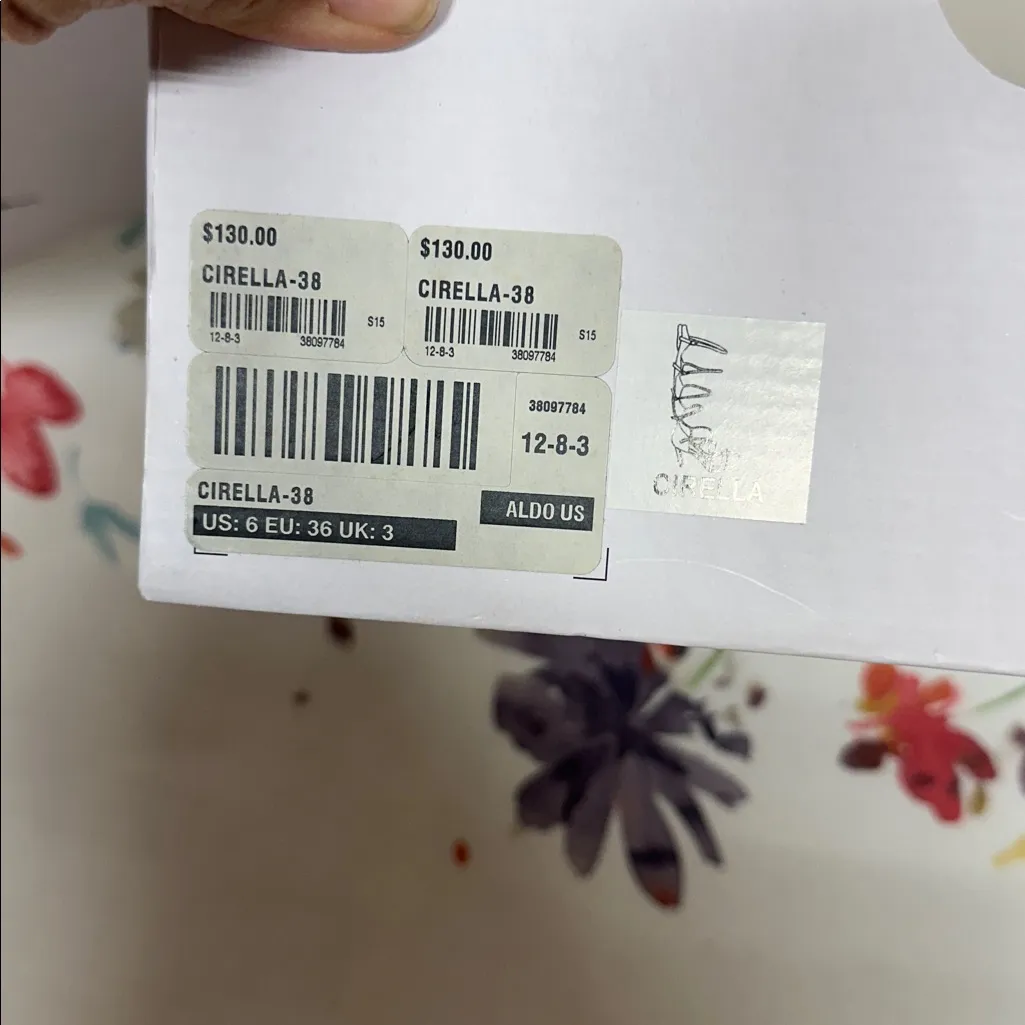 $130.00
CIRELLA-38
12-8-3 38097784
S15
$130.00
CIRELLA-38
12-8-3 38097784
S15
38097784
12-8-3
CIRELLA-38
US: 6 EU: 36 UK: 3
ALDO US
CIRELLA